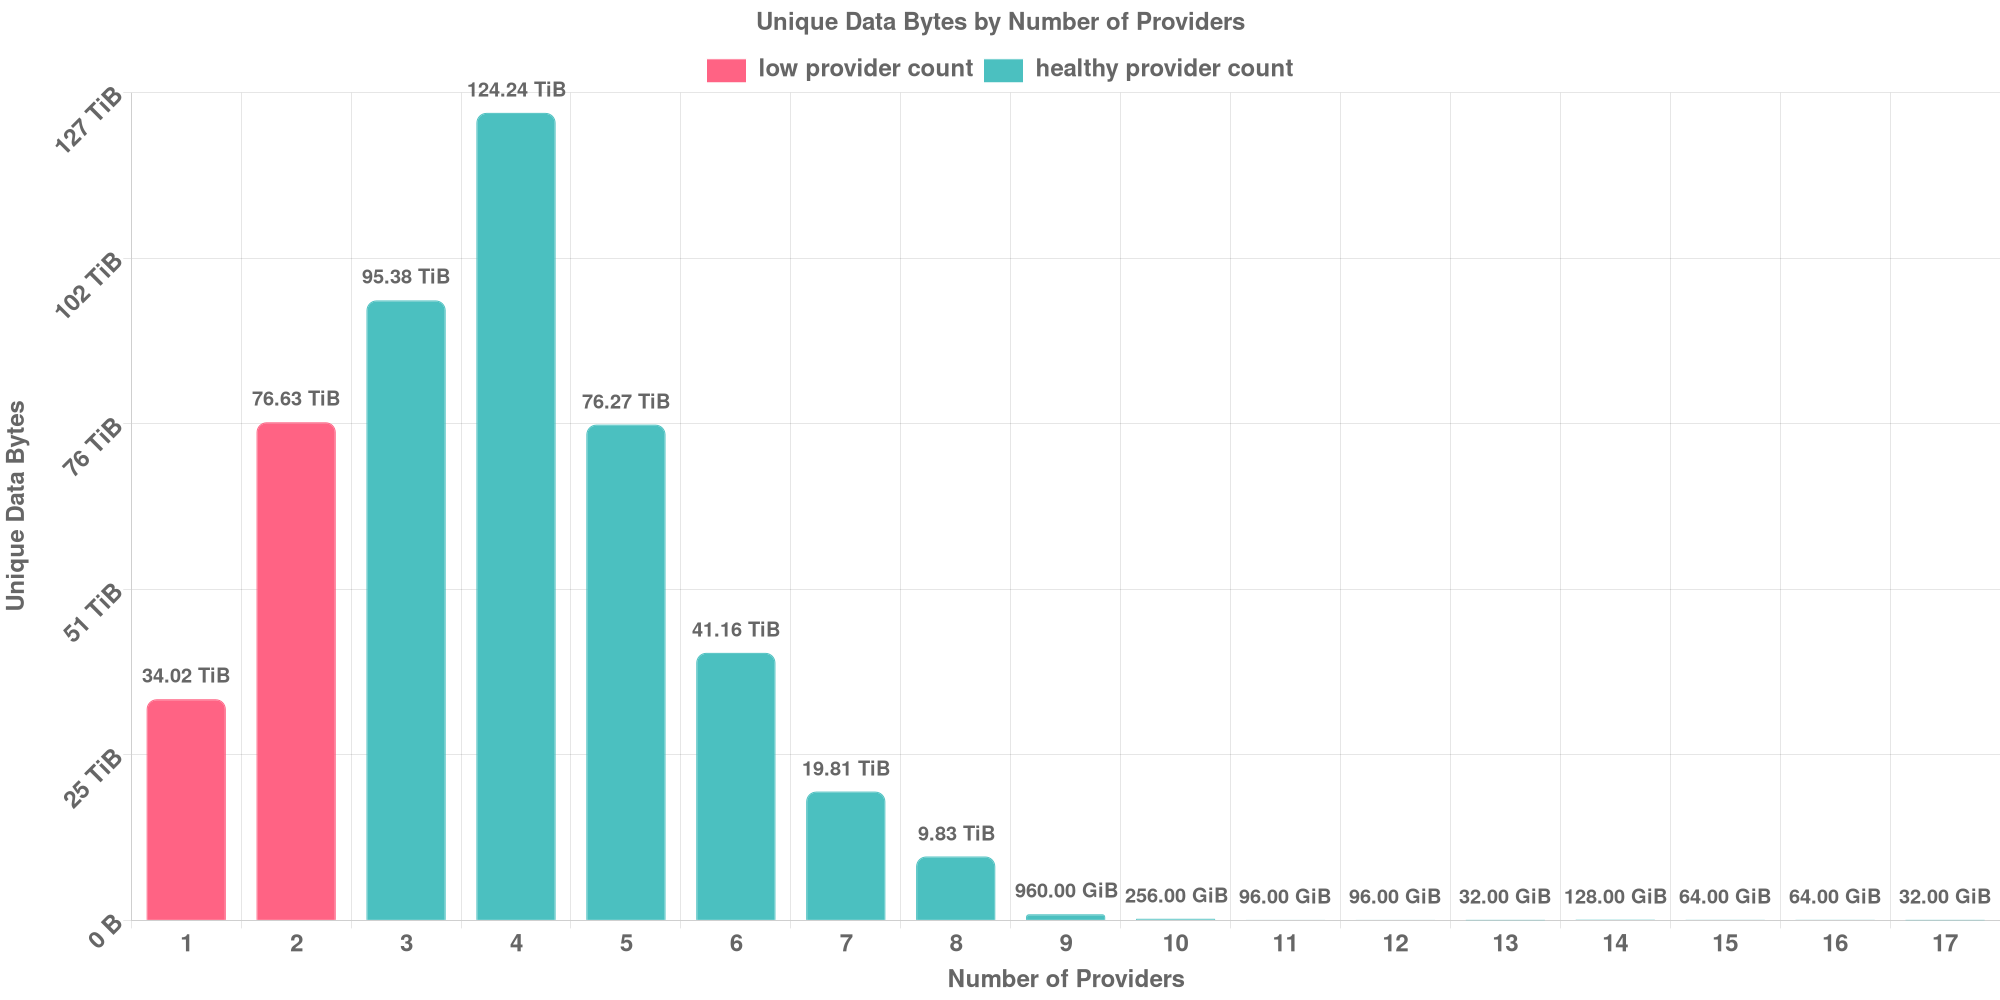 Unique Data Bytes by Number of Providers
low provider count healthy provider count
127 TiB
102 TiB
76 TiB
51 TiB
25 TiB
0 B
Unique Data Bytes
34.02 TiB
76.63 TiB
95.38 TiB
124.24 TiB
76.27 TiB
41.16 TiB
19.81 TiB
9.83 TiB
960.00 GiB
256.00 GiB
96.00 GiB
96.00 GiB
32.00 GiB
128.00 GiB
64.00 GiB
64.00 GiB
32.00 GiB
1 2 3 4 5 6 7 8 9 10 11 12 13 14 15 16 17
Number of Providers